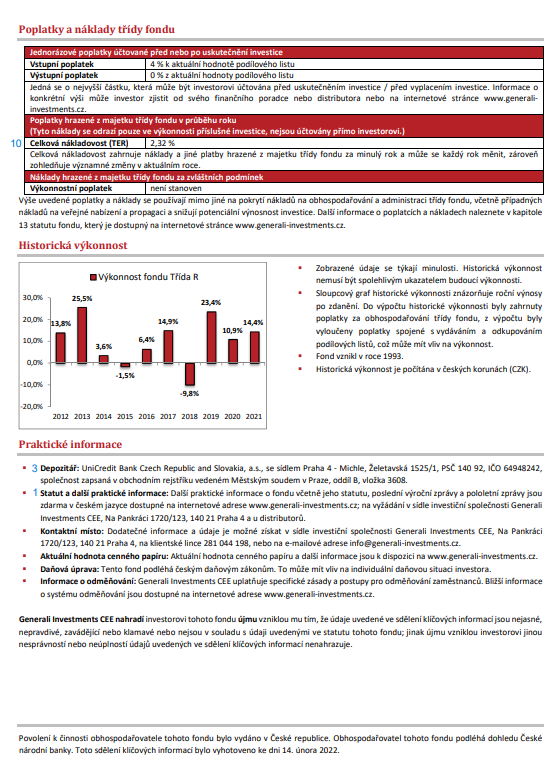 Poplatky a náklady třídy fondu
Jednorázové poplatky účtované před nebo po uskutečnění investice
Vstupní poplatek 4 % k aktuální hodnotě podílového listu
Výstupní poplatek 0 % z aktuální hodnoty podílového listu
Jedná se o nejvyšší částku, která může být investorovi účtována před uskutečněním investice / před vyplacením investice. Informace o
konkrétní výši může investor zjistit od svého finančního poradce nebo distributora nebo na internetové stránce www.generali-
investments.cz.
Poplatky hrazené z majetku třídy fondu v průběhu roku
(Tyto náklady se odrazí pouze ve výkonnosti příslušné investice, nejsou účtovány přímo investorovi.)
10 Celková nákladovost (TER) 2,32 %
Celková nákladovost zahrnuje náklady a jiné platby hrazené z majetku třídy fondu za minulý rok a může se každý rok měnit, zároveň
zohledňuje významné změny v aktuálním roce.
Náklady hrazené z majetku třídy fondu za zvláštních podmínek
Výkonnostní poplatek není stanoven
Výše uvedené poplatky a náklady se používají mimo jiné na pokrytí nákladů na obhospodařování a administraci třídy fondu, včetně případných
nákladů na veřejné nabízení a propagaci a snižují potenciální výnosnost investice. Další informace o poplatcích a nákladech naleznete v kapitole
13 statutu fondu, který je dostupný na internetové stránce www.generali-investments.cz.
Historická výkonnost
Výkonnost fondu Třída R
30,0%
20,0%
10,0%
0,0%
-10,0%
-20,0%
13,8%
25,5%
3,6%
-1,5%
6,4%
14,9%
-9,8%
23,4%
10,9%
14,4%
2012 2013 2014 2015 2016 2017 2018 2019 2020 2021
▪ Zobrazené údaje se týkají minulosti. Historická výkonnost
nemusí být spolehlivým ukazatelem budoucí výkonnosti.
▪ Sloupcový graf historické výkonnosti znázorňuje roční výnosy
po zdanění. Do výpočtu historické výkonnosti byly zahrnuty
poplatky za obhospodařování třídy fondu, z výpočtu byly
vyloučeny poplatky spojené s vydáváním a odkupováním
podílových listů, což může mít vliv na výkonnost.
▪ Fond vznikl v roce 1993.
▪ Historická výkonnost je počítána v českých korunách (CZK).
Praktické informace
▪ 3 Depozitář: UniCredit Bank Czech Republic and Slovakia, a.s., se sídlem Praha 4 - Michle, Želetavská 1525/1, PSČ 140 92, IČO 64948242,
společnost zapsaná v obchodním rejstříku vedeném Městským soudem v Praze, oddíl B, vložka 3608.
▪ 1 Statut a další praktické informace: Další praktické informace o fondu včetně jeho statutu, poslední výroční zprávy a pololetní zprávy jsou
zdarma v českém jazyce dostupné na internetové adrese www.generali-investments.cz; na vyžádání v sídle investiční společnosti Generali
Investments CEE, Na Pankráci 1720/123, 140 21 Praha 4 a u distributorů.
▪ Kontaktní místo: Dodatečné informace a údaje je možné získat v sídle investiční společnosti Generali Investments CEE, Na Pankráci
1720/123, 140 21 Praha 4, na klientské lince 281 044 198, nebo na e-mailové adrese info@generali-investments.cz.
▪ Aktuální hodnota cenného papíru: Aktuální hodnota cenného papíru a další informace jsou k dispozici na www.generali-investments.cz.
▪ Daňová úprava: Tento fond podléhá českým daňovým zákonům. To může mít vliv na individuální daňovou situaci investora.
▪ Informace o odměňování: Generali Investments CEE uplatňuje specifické zásady a postupy pro odměňování zaměstnanců. Bližší informace
o systému odměňování jsou dostupné na internetové adrese www.generali-investments.cz.
Generali Investments CEE nahradí investorovi tohoto fondu újmu vzniklou mu tím, že údaje uvedené ve sdělení klíčových informací jsou nejasné,
nepravdivé, zavádějící nebo klamavé nebo nejsou v souladu s údaji uvedenými ve statutu tohoto fondu; jinak újmu vzniklou investorovi jinou
nesprávností nebo neúplností údajů uvedených ve sdělení klíčových informací nenahrazuje.
Povolení k činnosti obhospodařovatele tohoto fondu bylo vydáno v České republice. Obhospodařovatel tohoto fondu podléhá dohledu České
národní banky. Toto sdělení klíčových informací bylo vyhotoveno ke dni 14. února 2022.